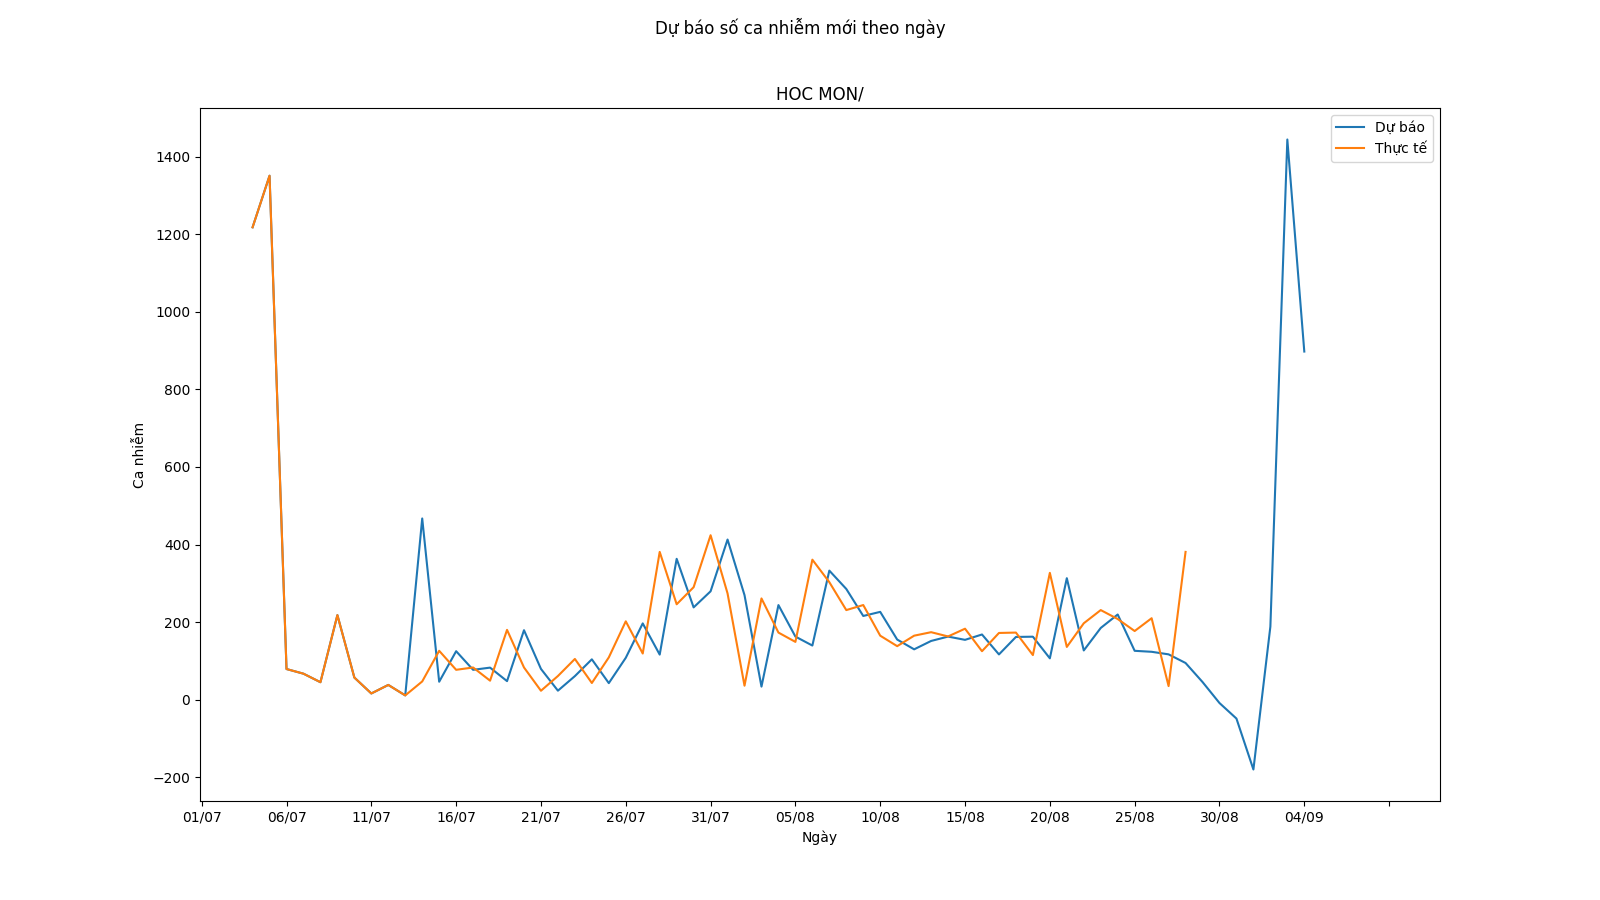 Dự báo số ca nhiễm mới theo ngày
HOC MON/
Dự báo
Thực tế
1400
1200
1000
800
600
400
200
0
−200
Ca nhiễm
01/07 06/07 11/07 16/07 21/07 26/07 31/07 05/08 10/08 15/08 20/08 25/08 30/08 04/09
Ngày